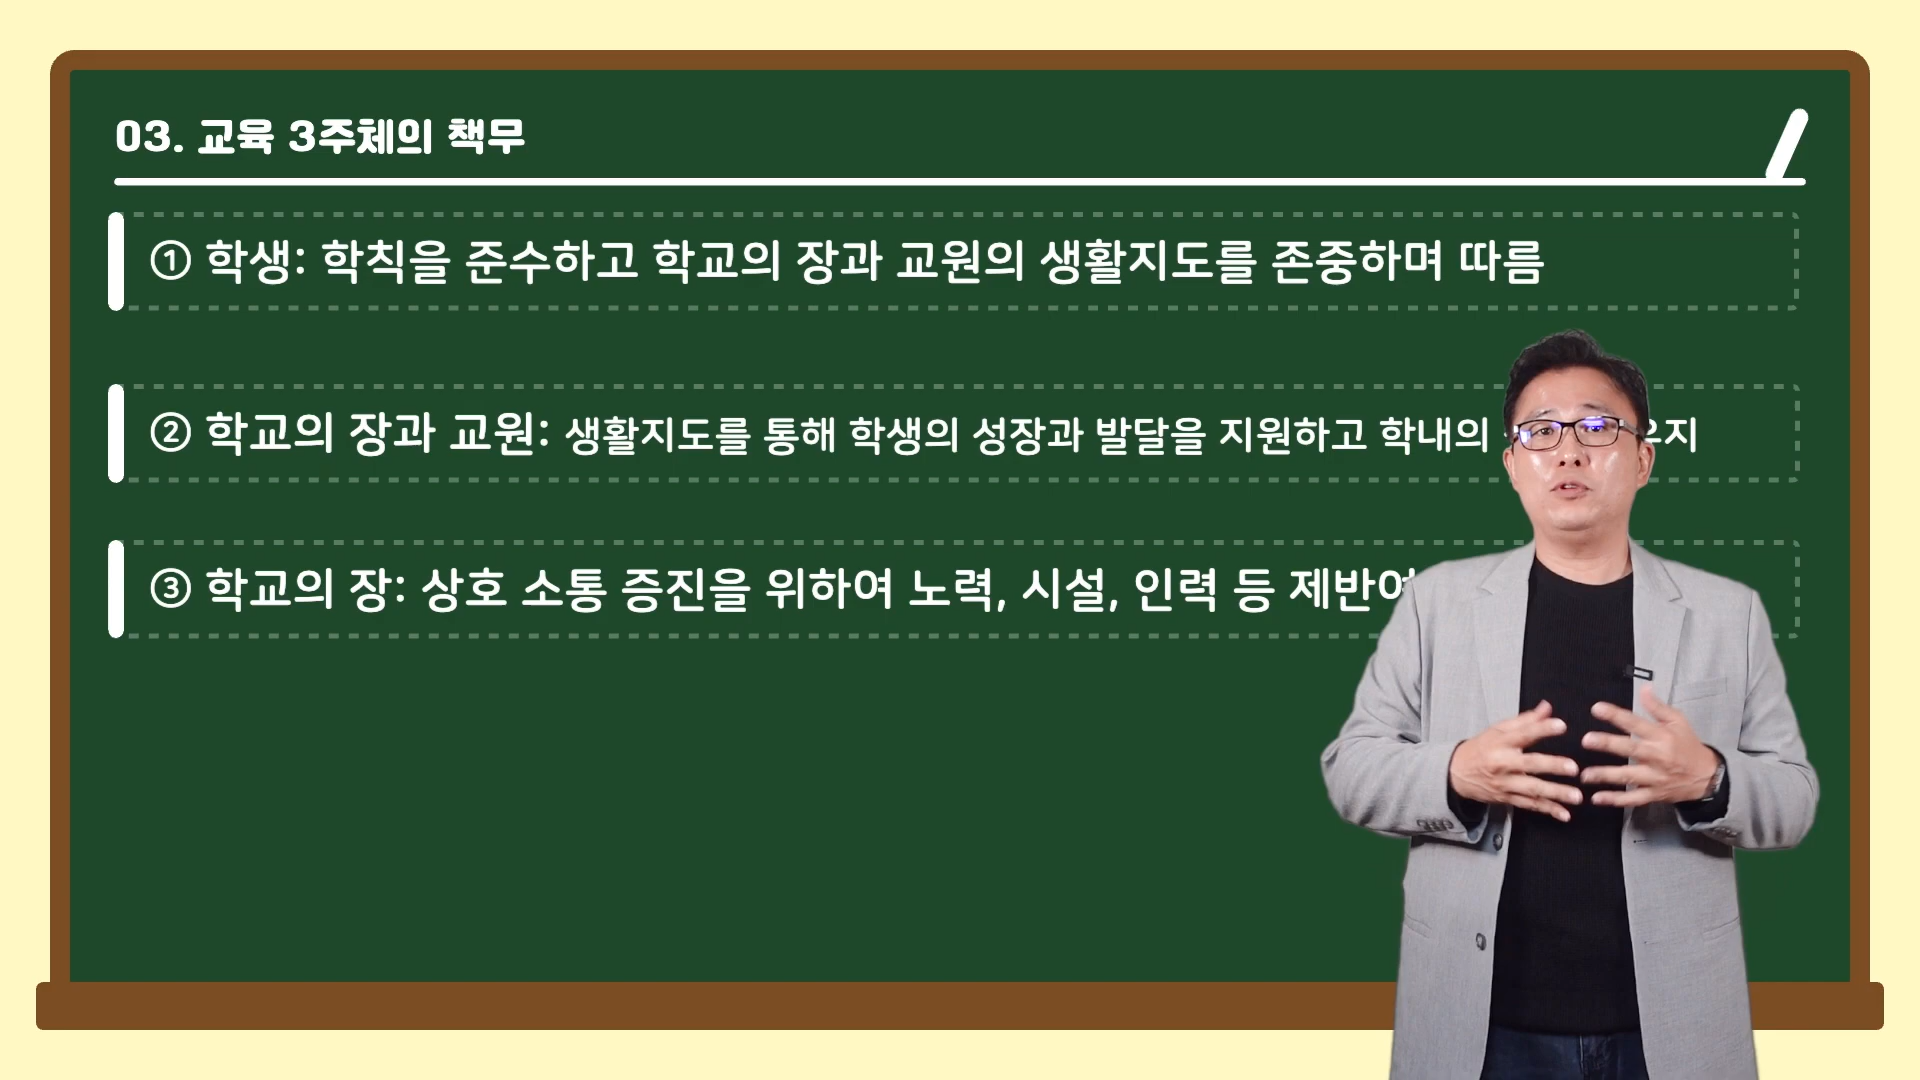 03. 교육 3주체의 책무
① 학생: 학칙을 준수하고 학교의 장과 교원의 생활지도를 존중하며 따름
② 학교의 장과 교원: 생활지도를 통해 학생의 성장과 발달을 지원하고 학내의
③ 학교의 장: 상호 소통 증진을 위하여 노력, 시설, 인력 등